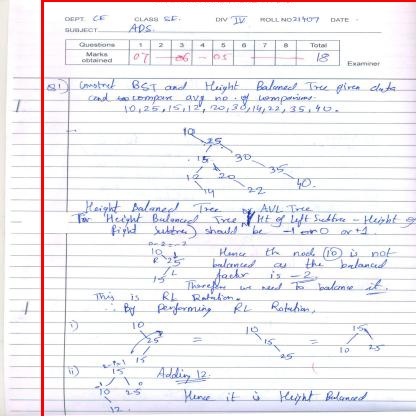 DEPT. CE CLASS SE. DIV IV ROLL NO 21407 DATE -
SUBJECT ADS.
Questions 1 2 3 4 5 6 7 8 Total
Marks obtained 07 - 06 - 05 18
Examiner
Q1) Construct BST and Height Balanced Tree given data
and compare avg no. of comparisons.
10, 25, 15, 12, 20, 30, 14, 22, 35, 40.
10
25
15 30
12 20 35
14 22 40.
Height Balanced Tree AVL Tree
For Height Balanced Tree, (Ht of Left Subtree - Height of
Right Subtree) should be -1 or 0 or +1.
0-2=-2
10 Hence the node 10 is not
R 25 balanced as the balanced
15 L factor is -2.
Therefore we need to balance it.
This is RL Rotation.
∴ By performing RL Rotation,
i) 10 10 15
25 = 15 = 10 25
15 25
ii) 15 Adding 12.
10 25
12 Hence it is Height Balanced